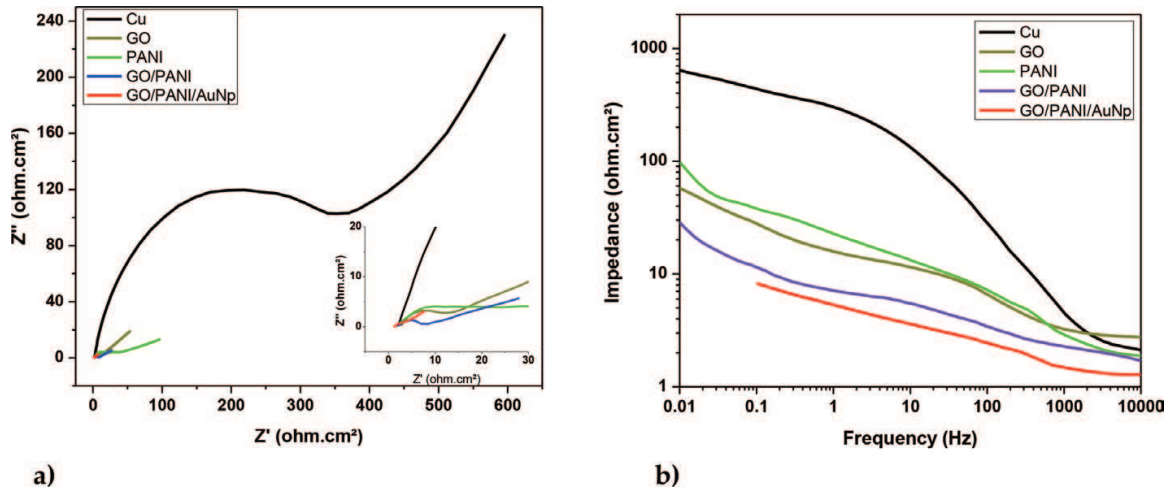 240
200
160
120
80
40
0
Z'' (ohm.cm²)
Cu
GO
PANI
GO/PANI
GO/PANI/AuNp
20
10
0
Z'' (ohm.cm²)
0 10 20 30
Z' (ohm.cm²)
0 100 200 300 400 500 600
Z' (ohm.cm²)
a)
1000
100
10
1
Impedance (ohm.cm²)
Cu
GO
PANI
GO/PANI
GO/PANI/AuNp
0.01 0.1 1 10 100 1000 10000
Frequency (Hz)
b)